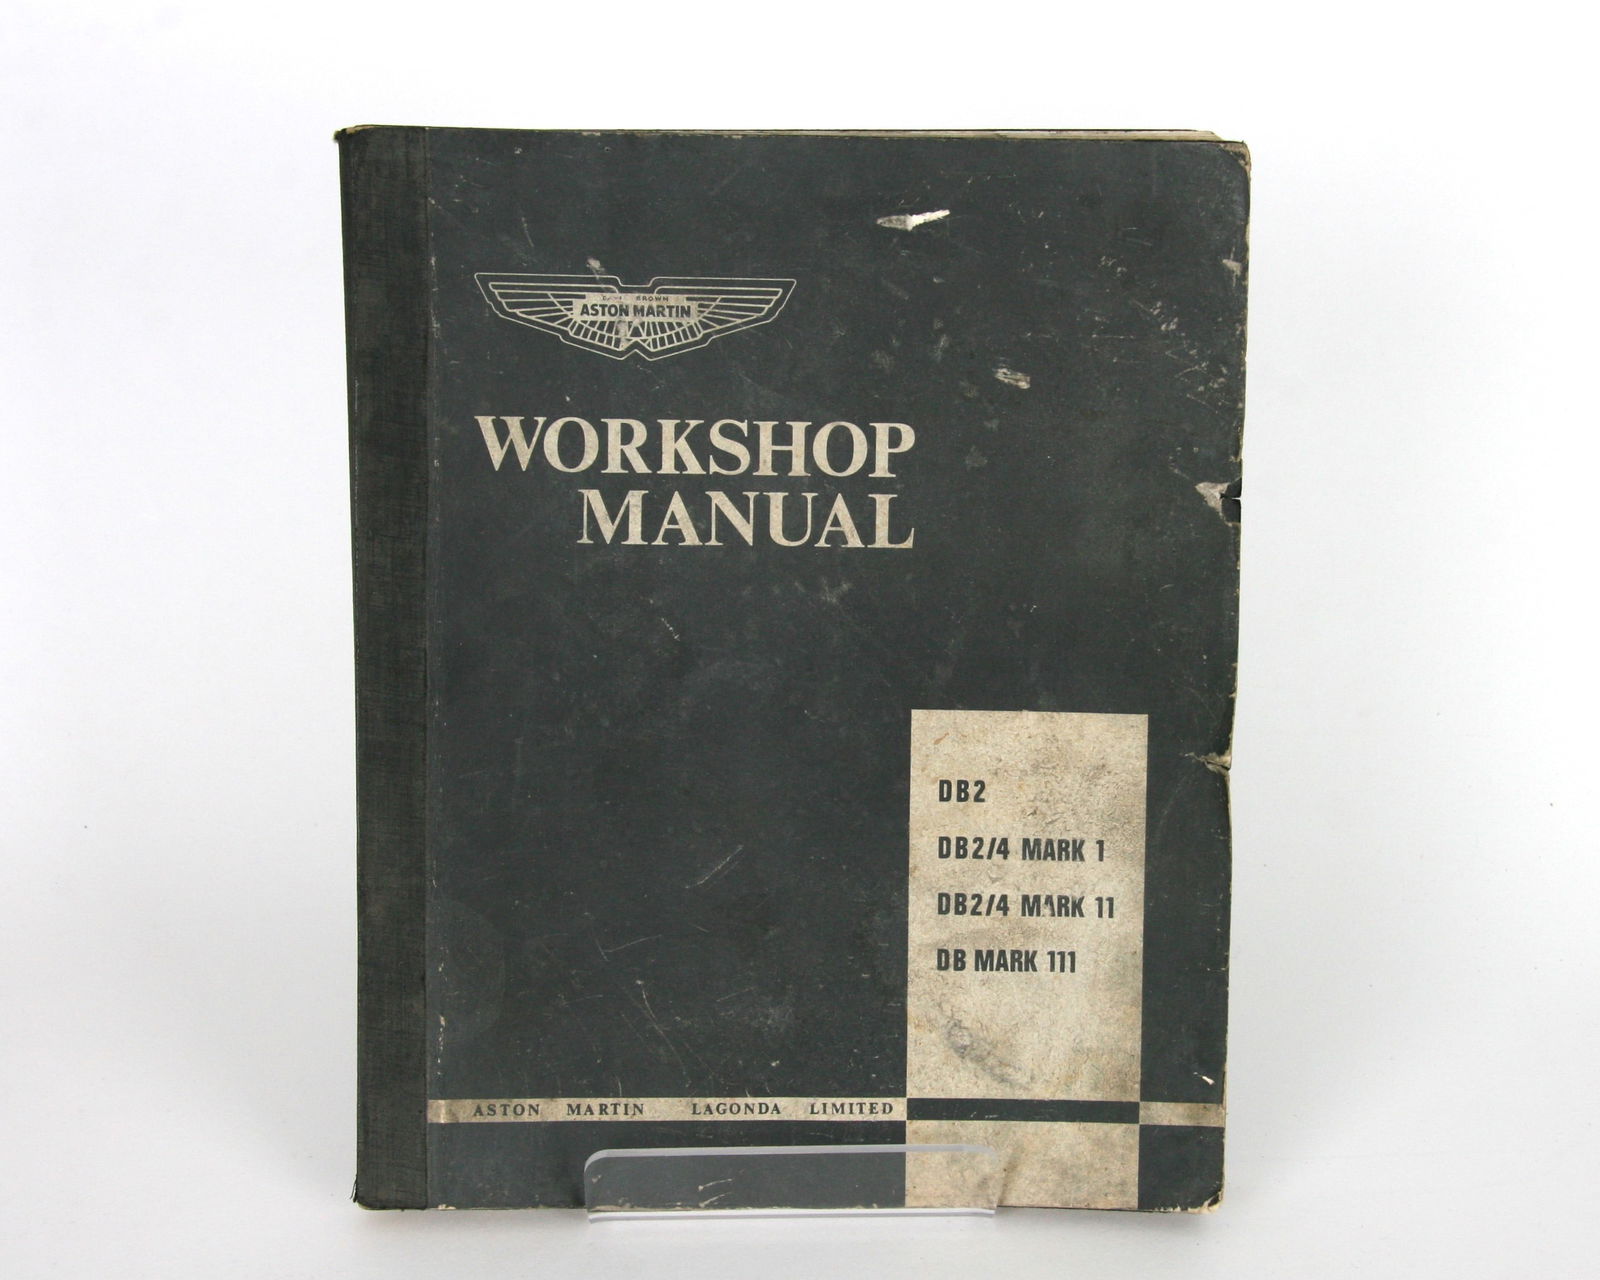 BROWN
ASTON MARTIN
WORKSHOP
MANUAL
DB2
DB2/4 MARK 1
DB2/4 MARK 11
DB MARK 111
ASTON MARTIN LAGONDA LIMITED